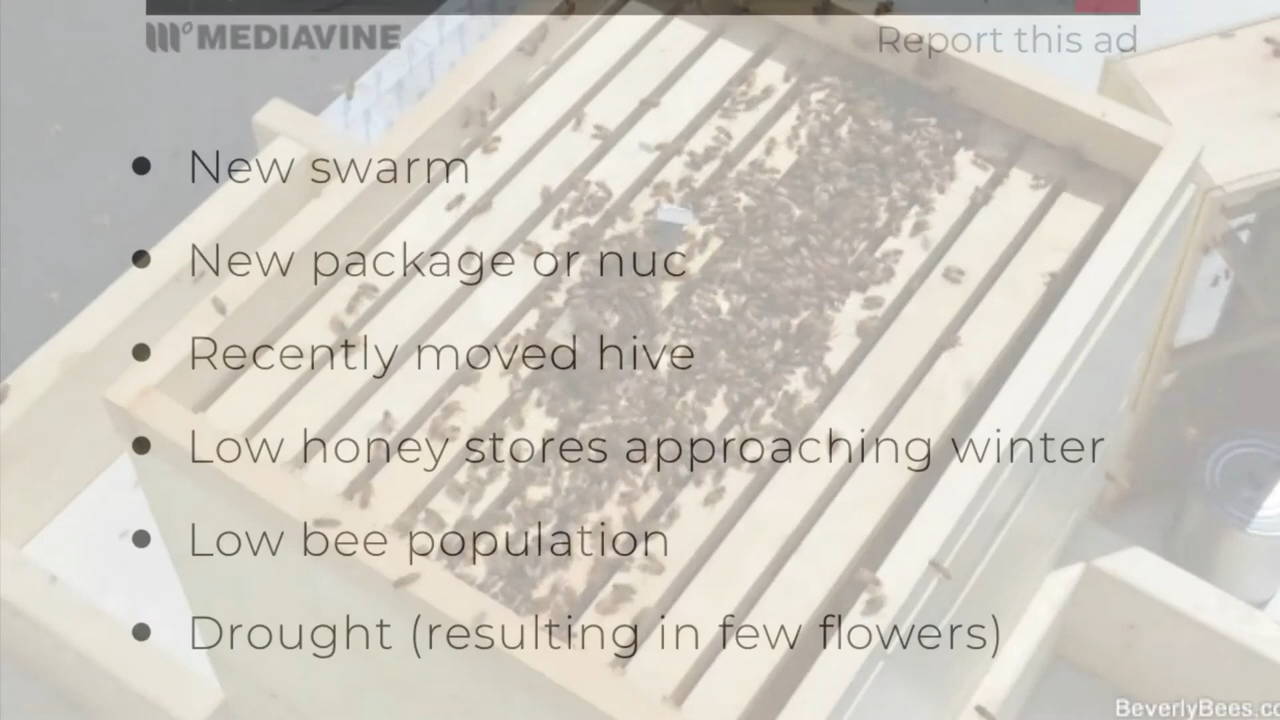 MEDIAVINE
Report this ad
• New swarm
• New package or nuc
• Recently moved hive
• Low honey stores approaching winter
• Low bee population
• Drought (resulting in few flowers)
BeverlyBees.co